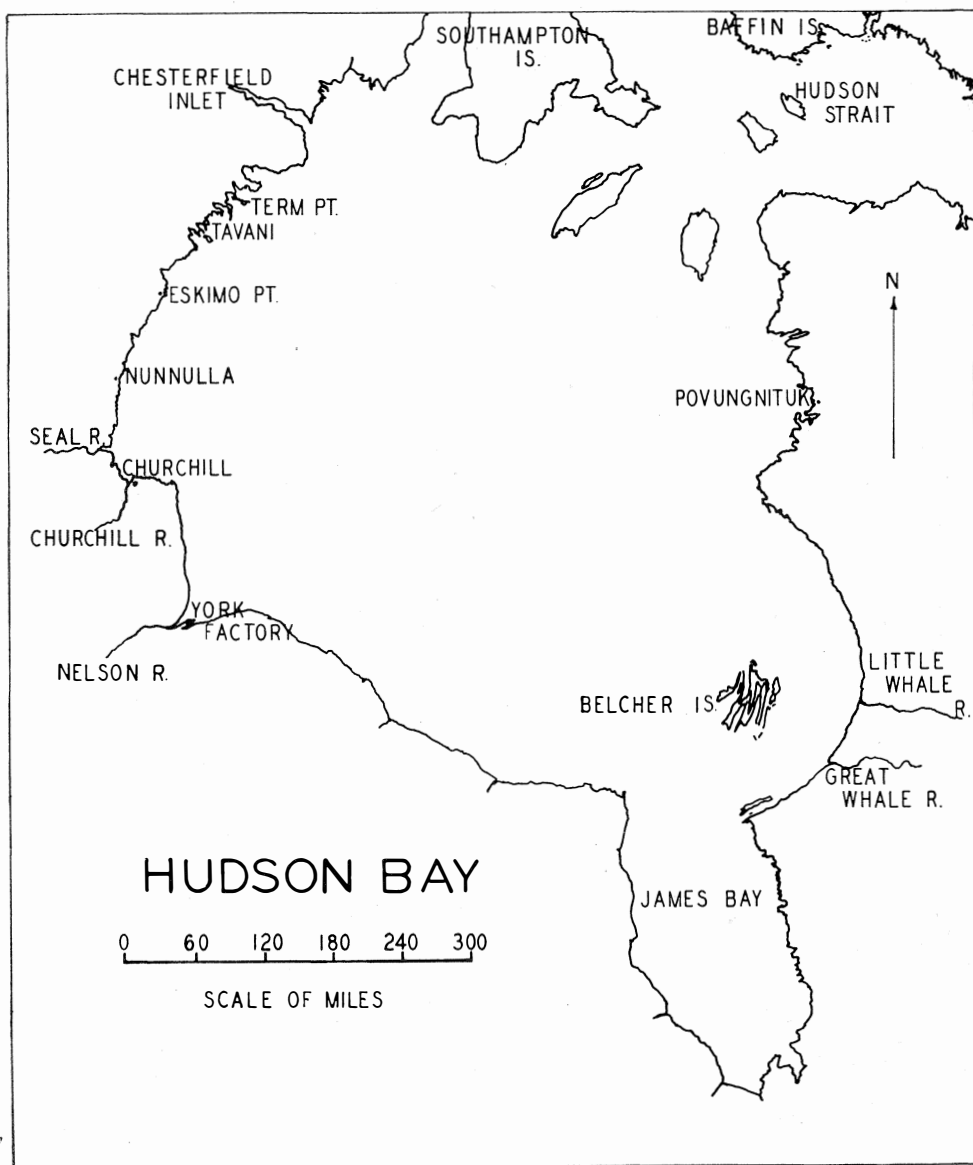 SOUTHAMPTON
IS.
BAFFIN IS.
CHESTERFIELD
INLET
HUDSON
STRAIT
TERM PT.
TAVANI
ESKIMO PT.
N
NUNNULLA
POVUNGNITUK
SEAL R.
CHURCHILL
CHURCHILL R.
YORK
FACTORY
NELSON R.
LITTLE
WHALE
R.
BELCHER IS.
GREAT
WHALE R.
HUDSON BAY
JAMES BAY
0 60 120 180 240 300
SCALE OF MILES